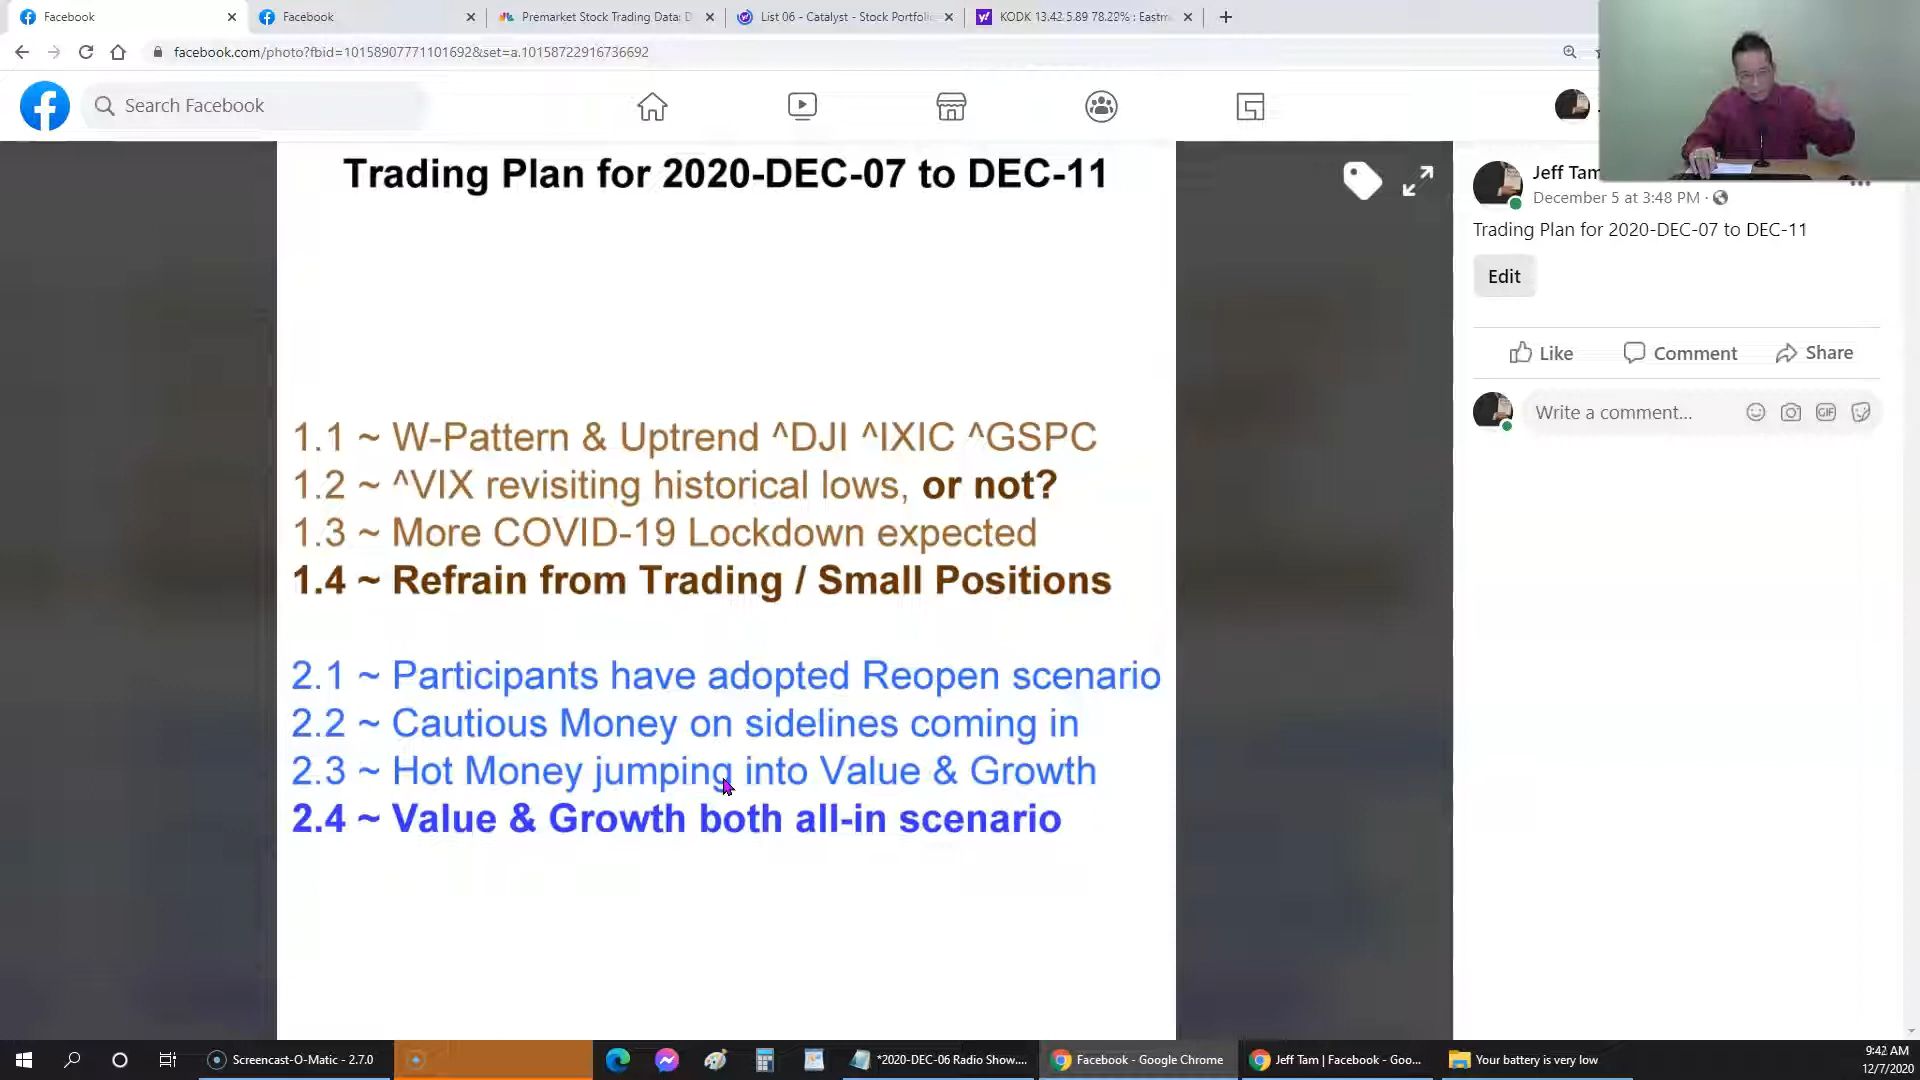 Facebook
Facebook
Premarket Stock Trading Data: D
List 06 - Catalyst - Stock Portfolio
KODK 13.42 5.89 78.29% : Eastm
facebook.com/photo?fbid=10158907771101692&set=a.10158722916736692
Search Facebook
Trading Plan for 2020-DEC-07 to DEC-11
1.1 ~ W-Pattern & Uptrend ^DJI ^IXIC ^GSPC
1.2 ~ ^VIX revisiting historical lows, or not?
1.3 ~ More COVID-19 Lockdown expected
1.4 ~ Refrain from Trading / Small Positions
2.1 ~ Participants have adopted Reopen scenario
2.2 ~ Cautious Money on sidelines coming in
2.3 ~ Hot Money jumping into Value & Growth
2.4 ~ Value & Growth both all-in scenario
Jeff Tam
December 5 at 3:48 PM ·
Trading Plan for 2020-DEC-07 to DEC-11
Edit
Like
Comment
Share
Write a comment...
GIF
Screencast-O-Matic - 2.7.0
*2020-DEC-06 Radio Show....
Facebook - Google Chrome
Jeff Tam | Facebook - Goo...
Your battery is very low
9:42 AM
12/7/2020